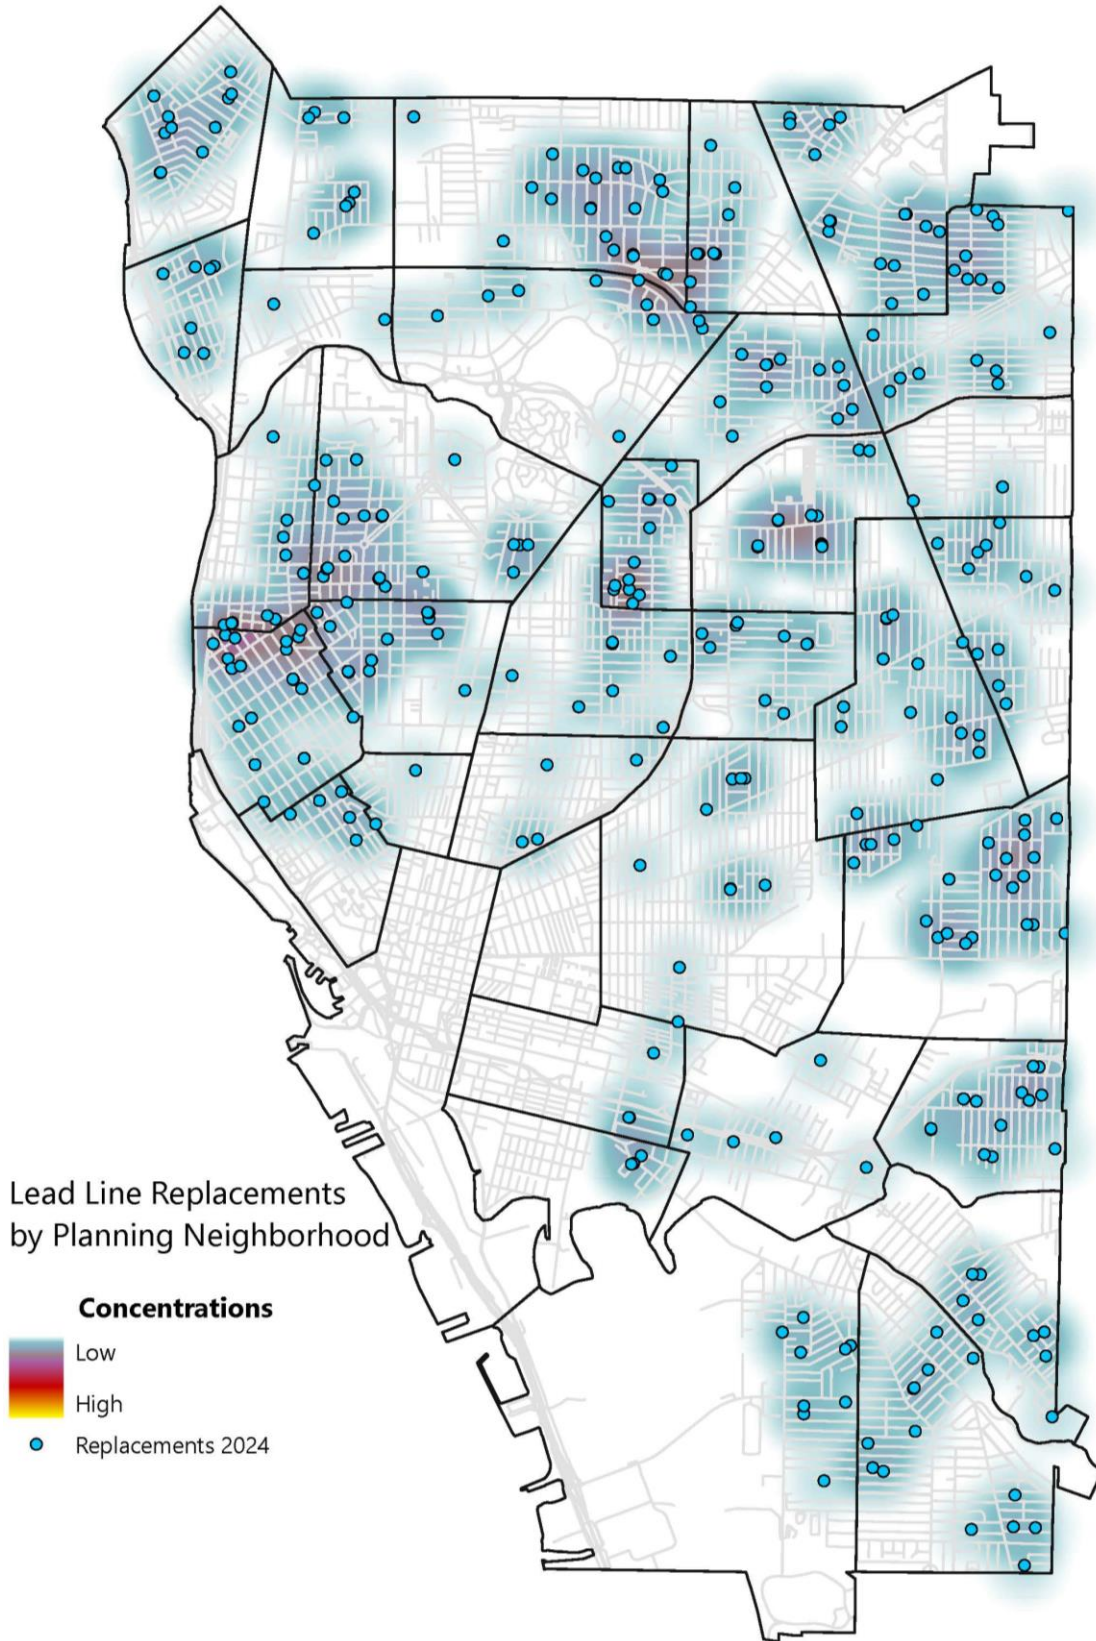 Lead Line Replacements
by Planning Neighborhood
Concentrations
Low
High
Replacements 2024